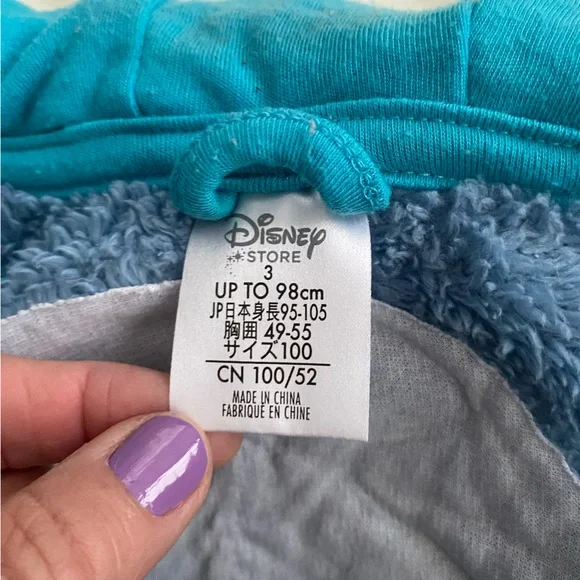 Disney
STORE
3
UP TO 98cm
JP日本身長95-105
胸囲 49-55
サイズ100
CN 100/52
MADE IN CHINA
FABRIQUÉ EN CHINE